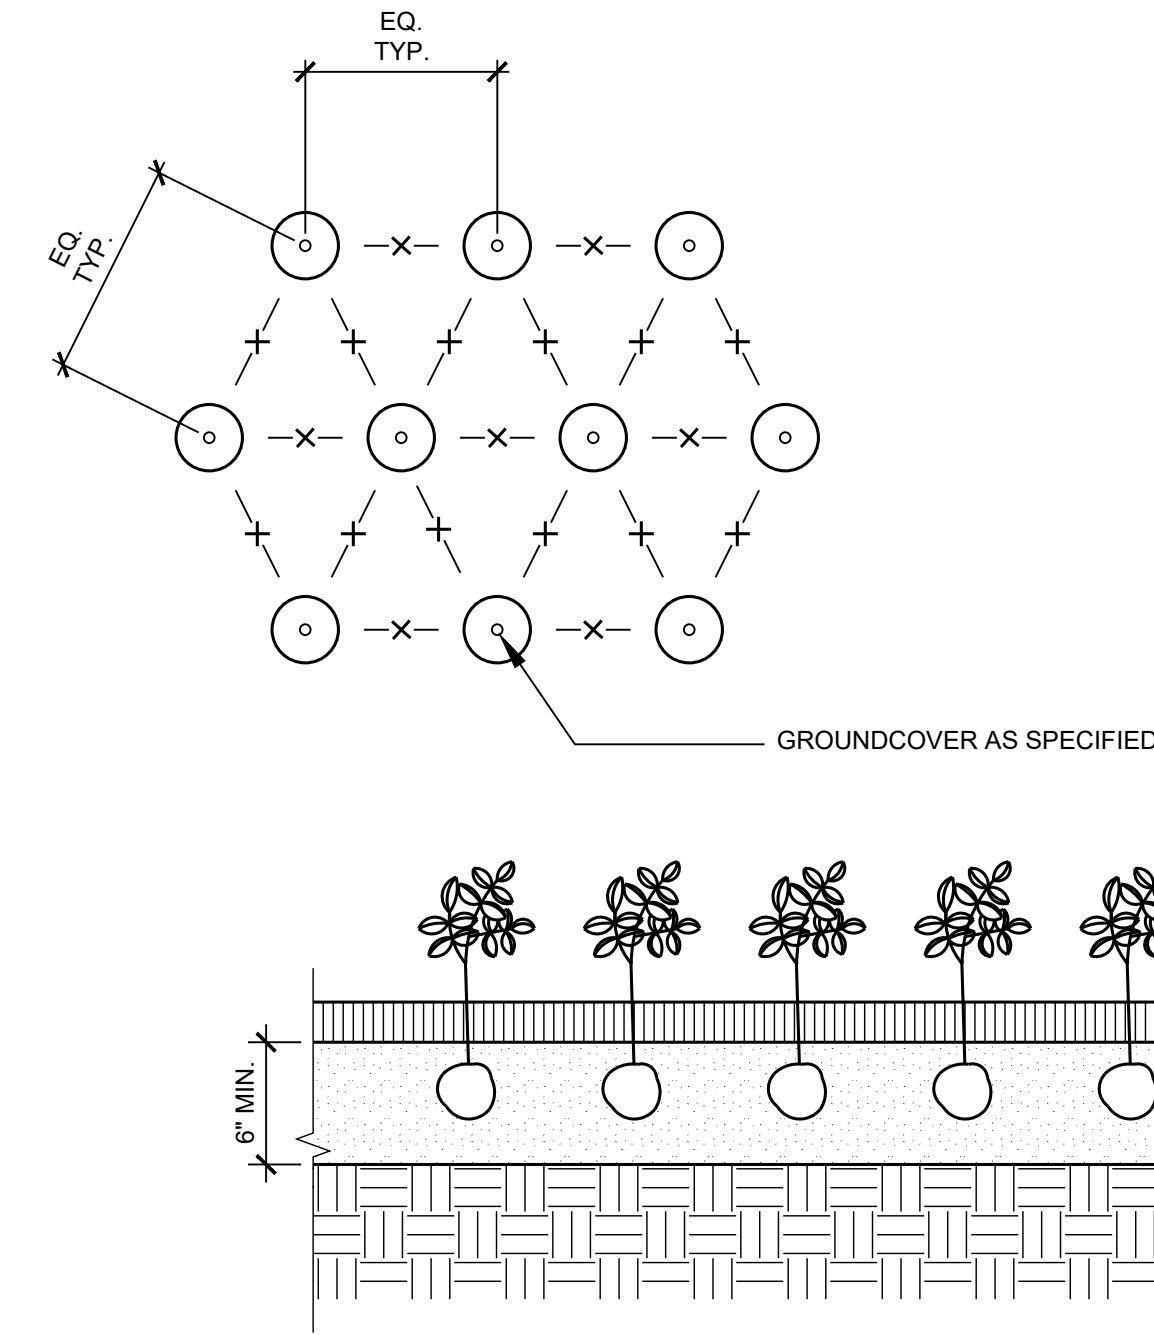 EQ.
TYP.
EQ.
TYP.
GROUNDCOVER AS SPECIFIED
6" MIN.